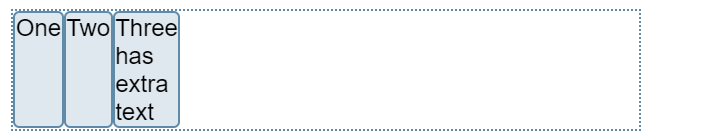 One Two Three
has
extra
text